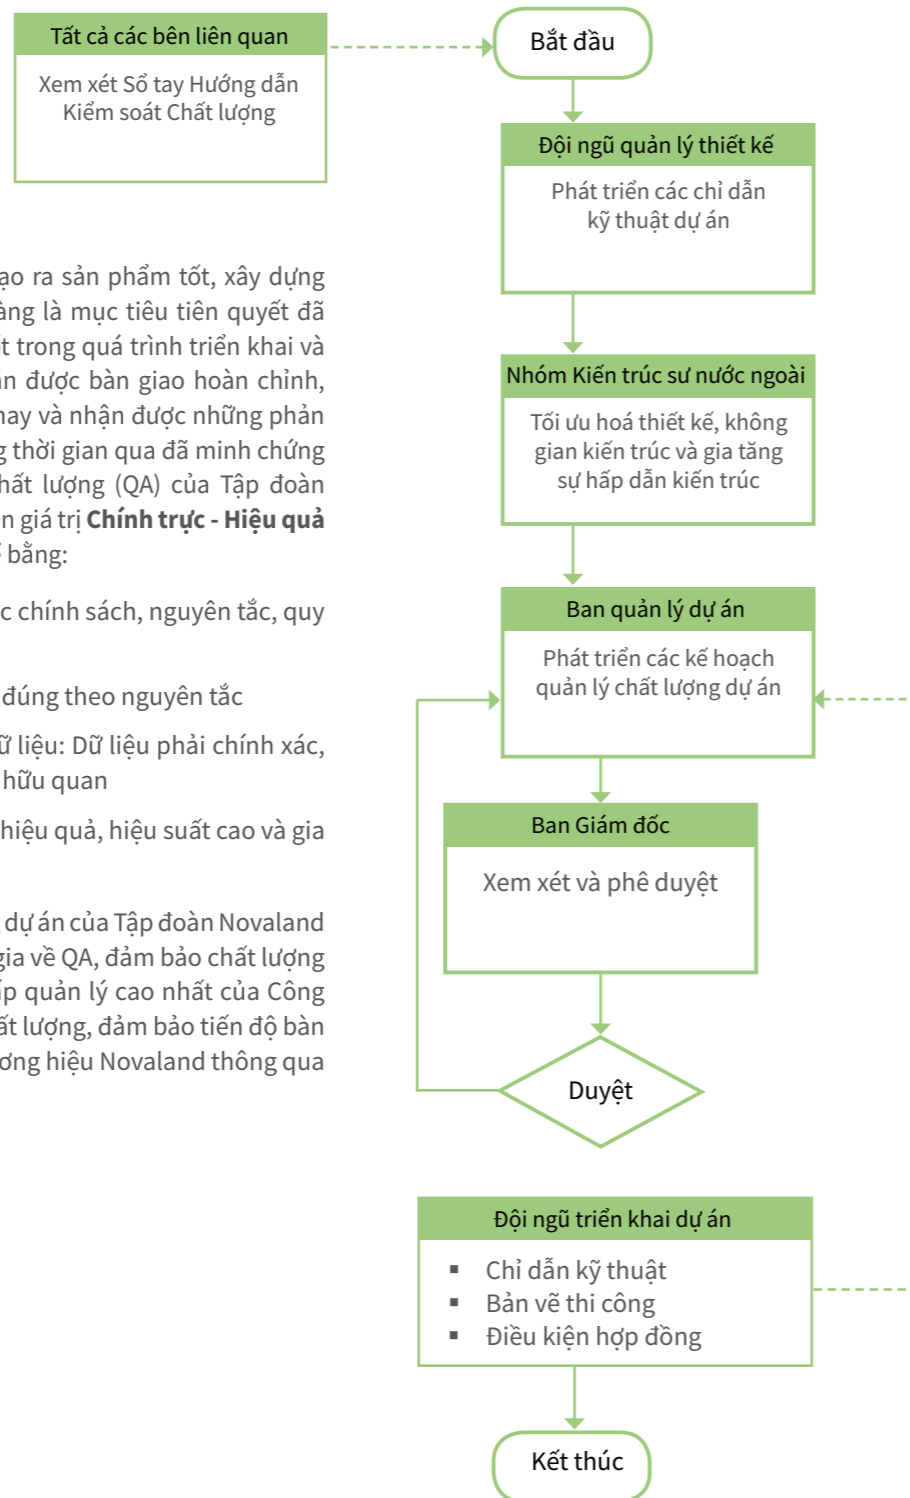 Tất cả các bên liên quan
Xem xét Sổ tay Hướng dẫn
Kiểm soát Chất lượng
ạo ra sản phẩm tốt, xây dựng
àng là mục tiêu tiên quyết đã
t trong quá trình triển khai và
n được bàn giao hoàn chỉnh,
nay và nhận được những phản
g thời gian qua đã minh chứng
hất lượng (QA) của Tập đoàn
n giá trị Chính trực - Hiệu quả
ể bằng:
c chính sách, nguyên tắc, quy
đúng theo nguyên tắc
ữ liệu: Dữ liệu phải chính xác,
hữu quan
hiệu quả, hiệu suất cao và gia
dự án của Tập đoàn Novaland
gia về QA, đảm bảo chất lượng
ấp quản lý cao nhất của Công
ất lượng, đảm bảo tiến độ bàn
ơng hiệu Novaland thông qua
Bắt đầu
Đội ngũ quản lý thiết kế
Phát triển các chỉ dẫn
kỹ thuật dự án
Nhóm Kiến trúc sư nước ngoài
Tối ưu hoá thiết kế, không
gian kiến trúc và gia tăng
sự hấp dẫn kiến trúc
Ban quản lý dự án
Phát triển các kế hoạch
quản lý chất lượng dự án
Ban Giám đốc
Xem xét và phê duyệt
Duyệt
Đội ngũ triển khai dự án
▪ Chỉ dẫn kỹ thuật
▪ Bản vẽ thi công
▪ Điều kiện hợp đồng
Kết thúc